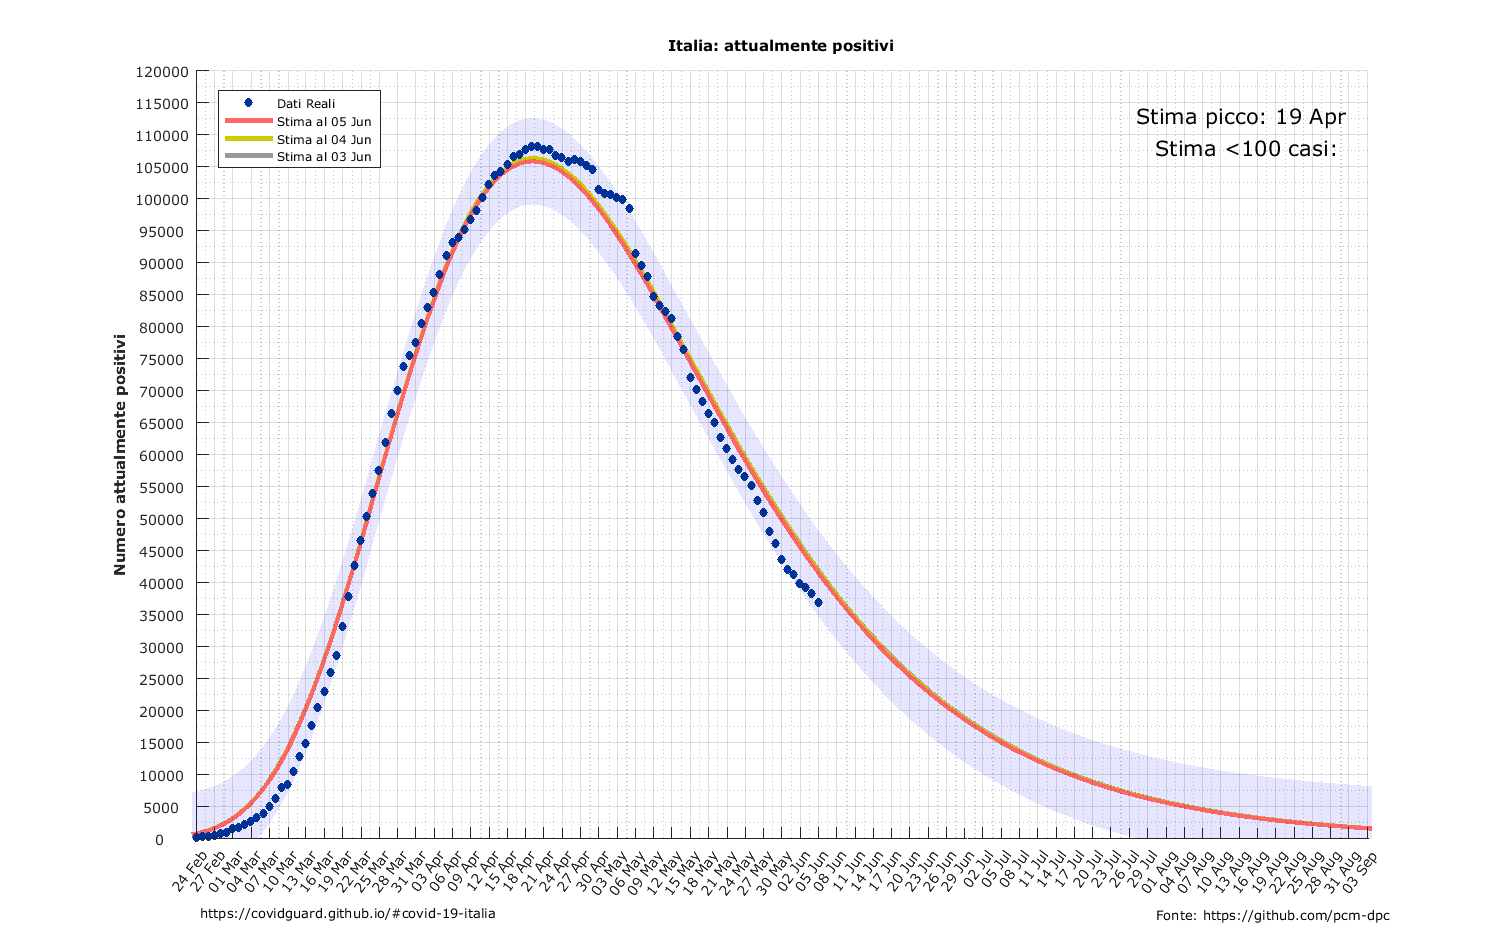 Italia: attualmente positivi
Dati Reali
Stima al 05 Jun
Stima al 04 Jun
Stima al 03 Jun
Stima picco: 19 Apr
Stima <100 casi:
Numero attualmente positivi
120000
115000
110000
105000
100000
95000
90000
85000
80000
75000
70000
65000
60000
55000
50000
45000
40000
35000
30000
25000
20000
15000
10000
5000
0
24 Feb
27 Feb
01 Mar
04 Mar
07 Mar
10 Mar
13 Mar
16 Mar
19 Mar
22 Mar
25 Mar
28 Mar
31 Mar
03 Apr
06 Apr
09 Apr
12 Apr
15 Apr
18 Apr
21 Apr
24 Apr
27 Apr
30 Apr
03 May
06 May
09 May
12 May
15 May
18 May
21 May
24 May
27 May
30 May
02 Jun
05 Jun
08 Jun
11 Jun
14 Jun
17 Jun
20 Jun
23 Jun
26 Jun
29 Jun
02 Jul
05 Jul
08 Jul
11 Jul
14 Jul
17 Jul
20 Jul
23 Jul
26 Jul
29 Jul
01 Aug
04 Aug
07 Aug
10 Aug
13 Aug
16 Aug
19 Aug
22 Aug
25 Aug
28 Aug
31 Aug
03 Sep
https://covidguard.github.io/#covid-19-italia
Fonte: https://github.com/pcm-dpc